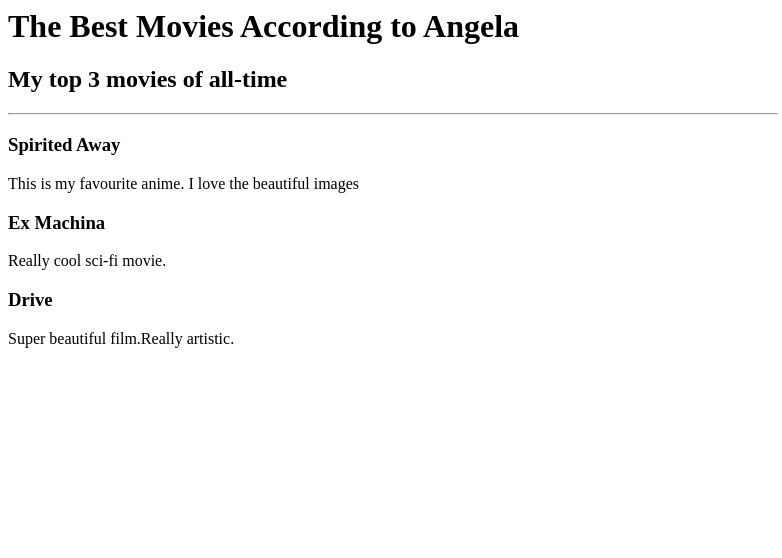 The Best Movies According to Angela
My top 3 movies of all-time
Spirited Away
This is my favourite anime. I love the beautiful images
Ex Machina
Really cool sci-fi movie.
Drive
Super beautiful film.Really artistic.